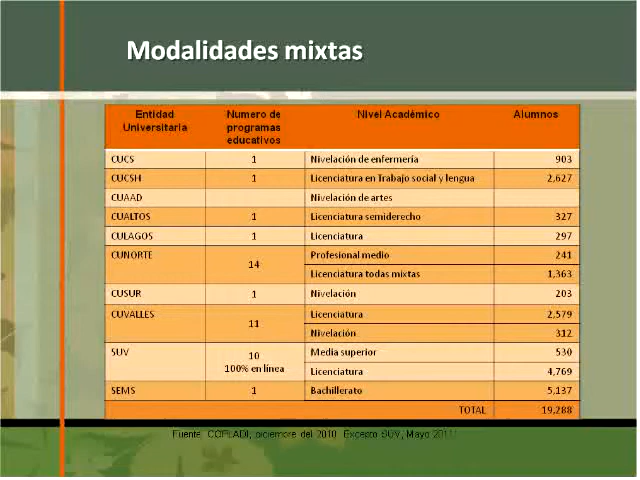 Modalidades mixtas
Entidad Universitaria Numero de programas educativos Nivel Académico Alumnos
CUCS 1 Nivelación de enfermería 903
CUCSH 1 Licenciatura en Trabajo social y lengua 2,627
CUAAD Nivelación de artes
CUALTOS 1 Licenciatura semiderecho 327
CULAGOS 1 Licenciatura 297
CUNORTE 14 Profesional medio 241
Licenciatura todas mixtas 1,363
CUSUR 1 Nivelación 203
CUVALLES 11 Licenciatura 2,579
Nivelación 312
SUV 10 100% en línea Media superior 530
Licenciatura 4,769
SEMS 1 Bachillerato 5,137
TOTAL 19,288
Fuente: COPLADI, diciembre del 2010. Excepto SUV, Mayo 2011